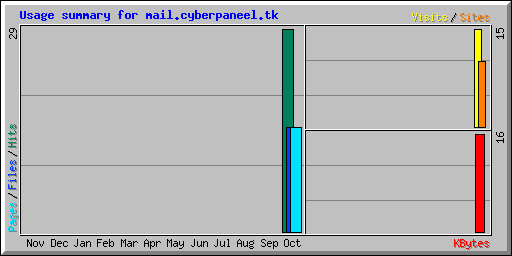 Usage summary for mail.cyberpaneel.tk
Visits / Sites
29
15
Pages / Files / Hits
16
Nov Dec Jan Feb Mar Apr May Jun Jul Aug Sep Oct
KBytes